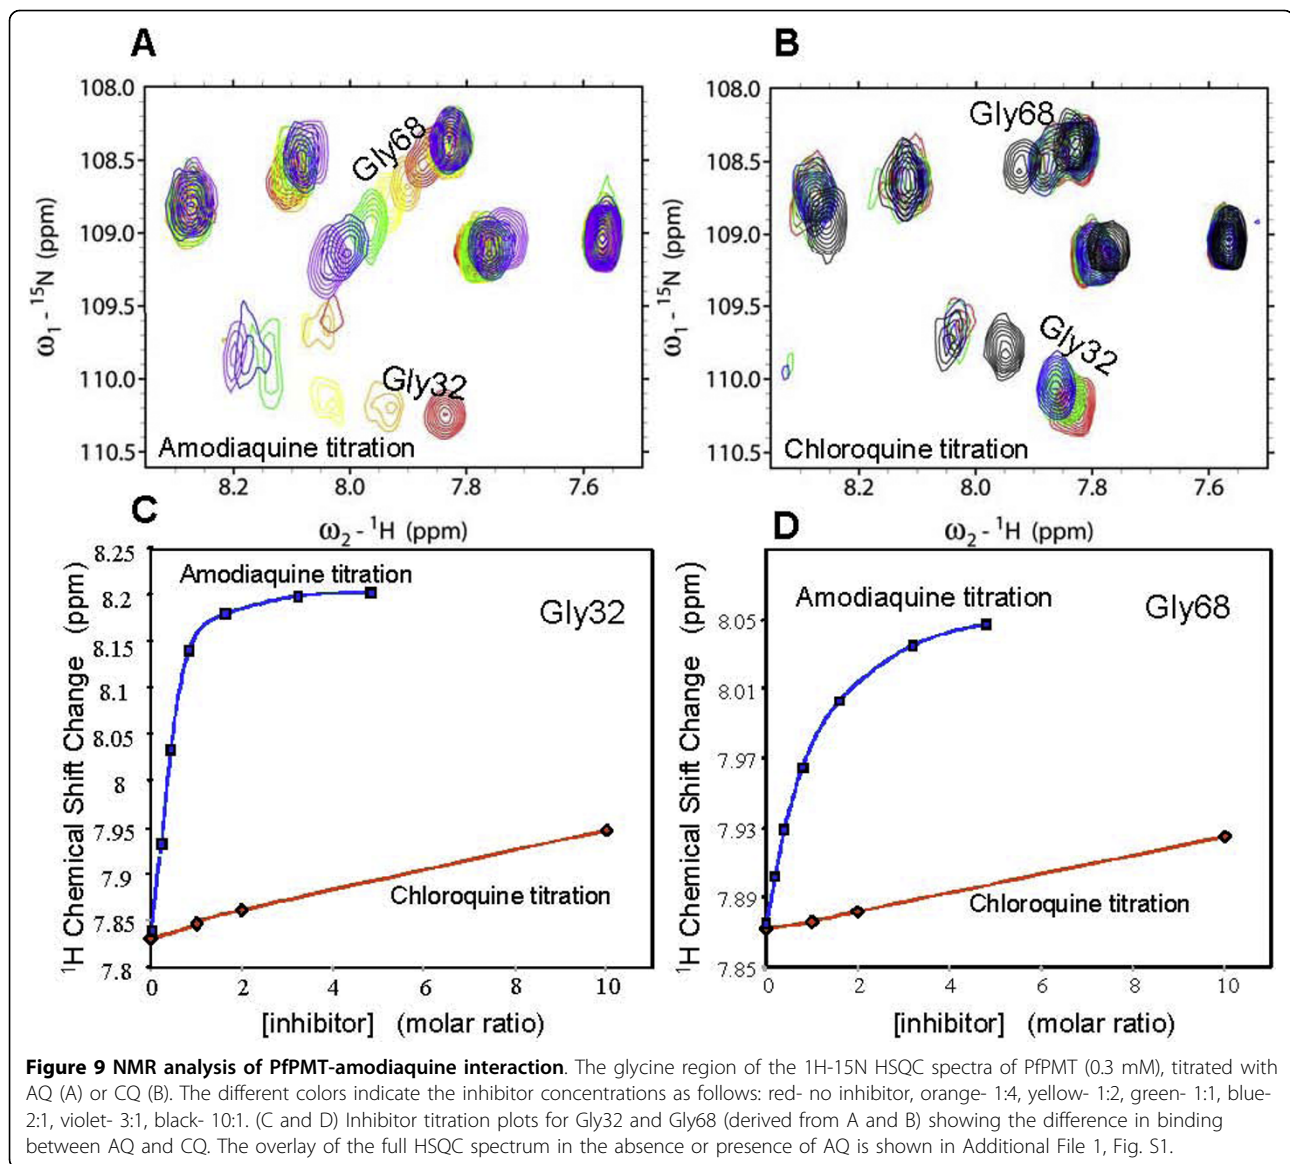 A
B
108.0
108.5
109.0
109.5
110.0
110.5
ω1 - 15N (ppm)
Gly68
Gly32
Amodiaquine titration
8.2
8.0
7.8
7.6
ω2 - 1H (ppm)
108.0
108.5
109.0
109.5
110.0
110.5
ω1 - 15N (ppm)
Gly68
Gly32
Chloroquine titration
8.2
8.0
7.8
7.6
ω2 - 1H (ppm)
C
8.25
8.2
8.15
8.1
8.05
8
7.95
7.9
7.85
7.8
1H Chemical Shift Change (ppm)
Amodiaquine titration
Gly32
Chloroquine titration
0 2 4 6 8 10
[inhibitor] (molar ratio)
D
8.05
8.01
7.97
7.93
7.89
7.85
1H Chemical Shift Change (ppm)
Amodiaquine titration
Gly68
Chloroquine titration
0 2 4 6 8 10
[inhibitor] (molar ratio)
Figure 9 NMR analysis of PfPMT-amodiaquine interaction. The glycine region of the 1H-15N HSQC spectra of PfPMT (0.3 mM), titrated with
AQ (A) or CQ (B). The different colors indicate the inhibitor concentrations as follows: red- no inhibitor, orange- 1:4, yellow- 1:2, green- 1:1, blue-
2:1, violet- 3:1, black- 10:1. (C and D) Inhibitor titration plots for Gly32 and Gly68 (derived from A and B) showing the difference in binding
between AQ and CQ. The overlay of the full HSQC spectrum in the absence or presence of AQ is shown in Additional File 1, Fig. S1.